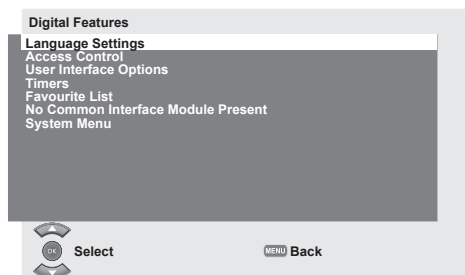 Digital Features
Language Settings
Access Control
User Interface Options
Timers
Favourite List
No Common Interface Module Present
System Menu
OK Select MENU Back